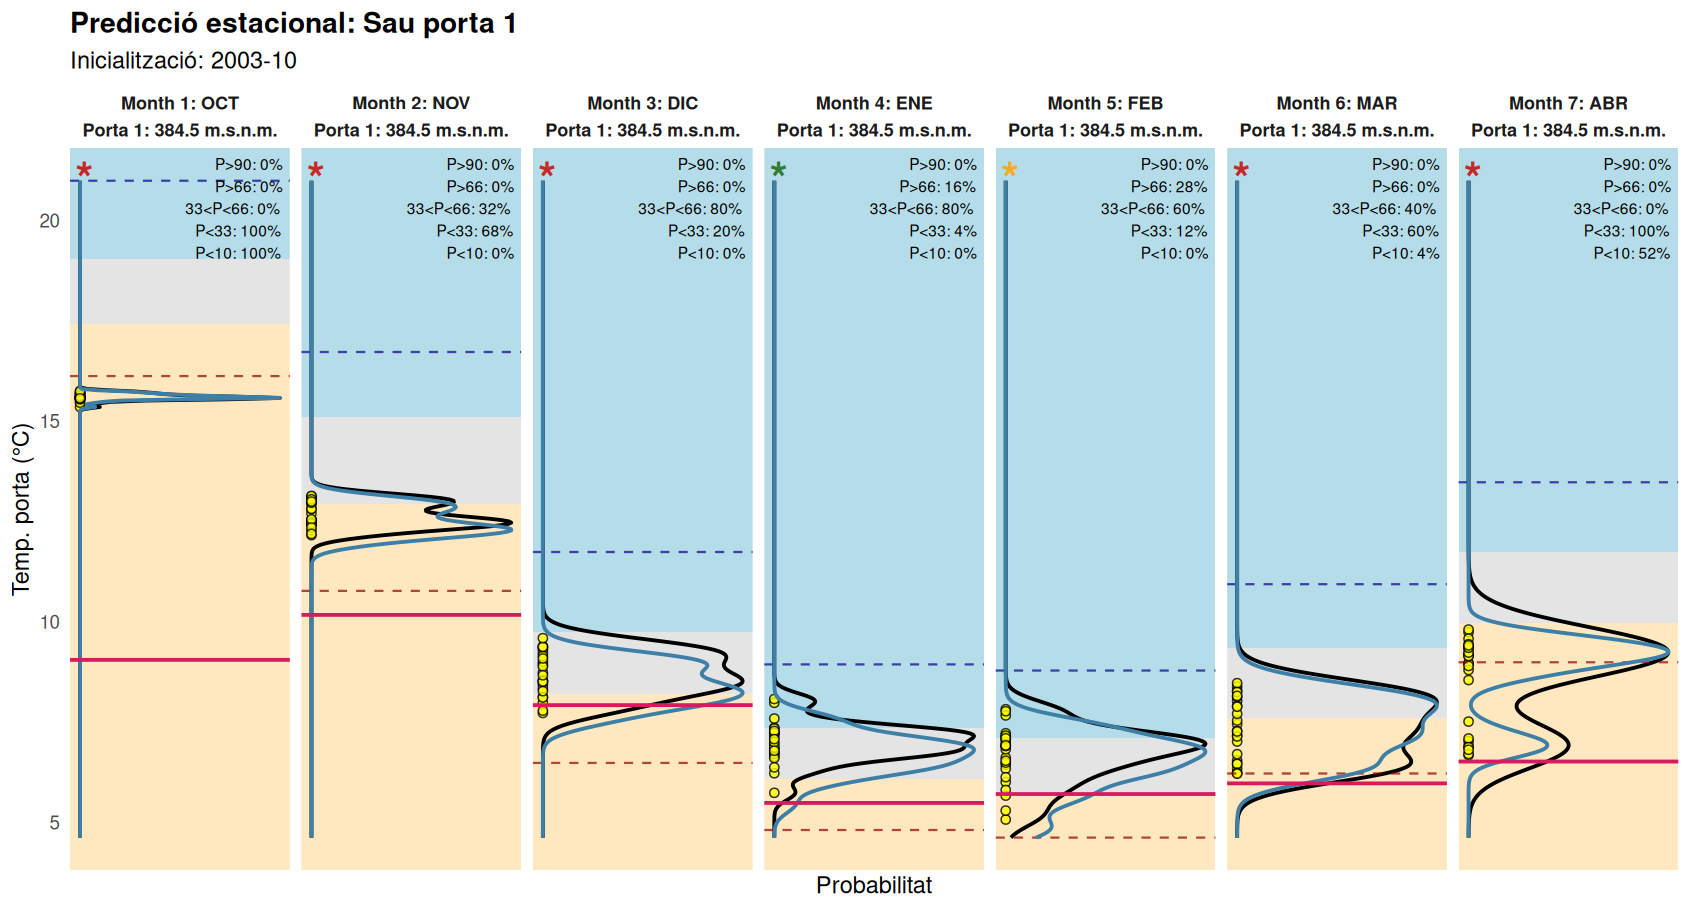 Predicció estacional: Sau porta 1
Inicialització: 2003-10
Month 1: OCT
Porta 1: 384.5 m.s.n.m.
Month 2: NOV
Porta 1: 384.5 m.s.n.m.
Month 3: DIC
Porta 1: 384.5 m.s.n.m.
Month 4: ENE
Porta 1: 384.5 m.s.n.m.
Month 5: FEB
Porta 1: 384.5 m.s.n.m.
Month 6: MAR
Porta 1: 384.5 m.s.n.m.
Month 7: ABR
Porta 1: 384.5 m.s.n.m.
*
P>90: 0%
P>66: 0%
33<P<66: 0%
P<33: 100%
P<10: 100%
*
P>90: 0%
P>66: 0%
33<P<66: 32%
P<33: 68%
P<10: 0%
*
P>90: 0%
P>66: 0%
33<P<66: 80%
P<33: 20%
P<10: 0%
*
P>90: 0%
P>66: 16%
33<P<66: 80%
P<33: 4%
P<10: 0%
*
P>90: 0%
P>66: 28%
33<P<66: 60%
P<33: 12%
P<10: 0%
*
P>90: 0%
P>66: 0%
33<P<66: 40%
P<33: 60%
P<10: 4%
*
P>90: 0%
P>66: 0%
33<P<66: 0%
P<33: 100%
P<10: 52%
20
15
10
5
Temp. porta (°C)
Probabilitat